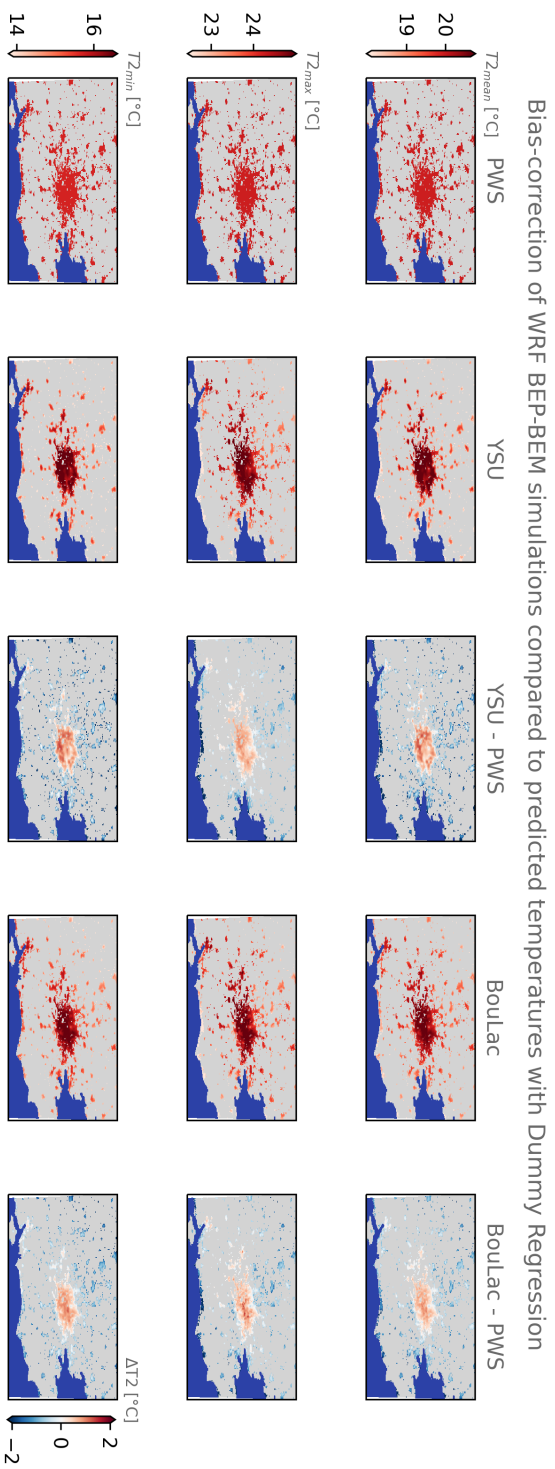 Bias-correction of WRF BEP-BEM simulations compared to predicted temperatures with Dummy Regression
PWS
YSU
YSU - PWS
BouLac
BouLac - PWS
T2mean [°C]
20
19
T2max [°C]
24
23
T2min [°C]
16
14
ΔT2 [°C]
2
0
−2